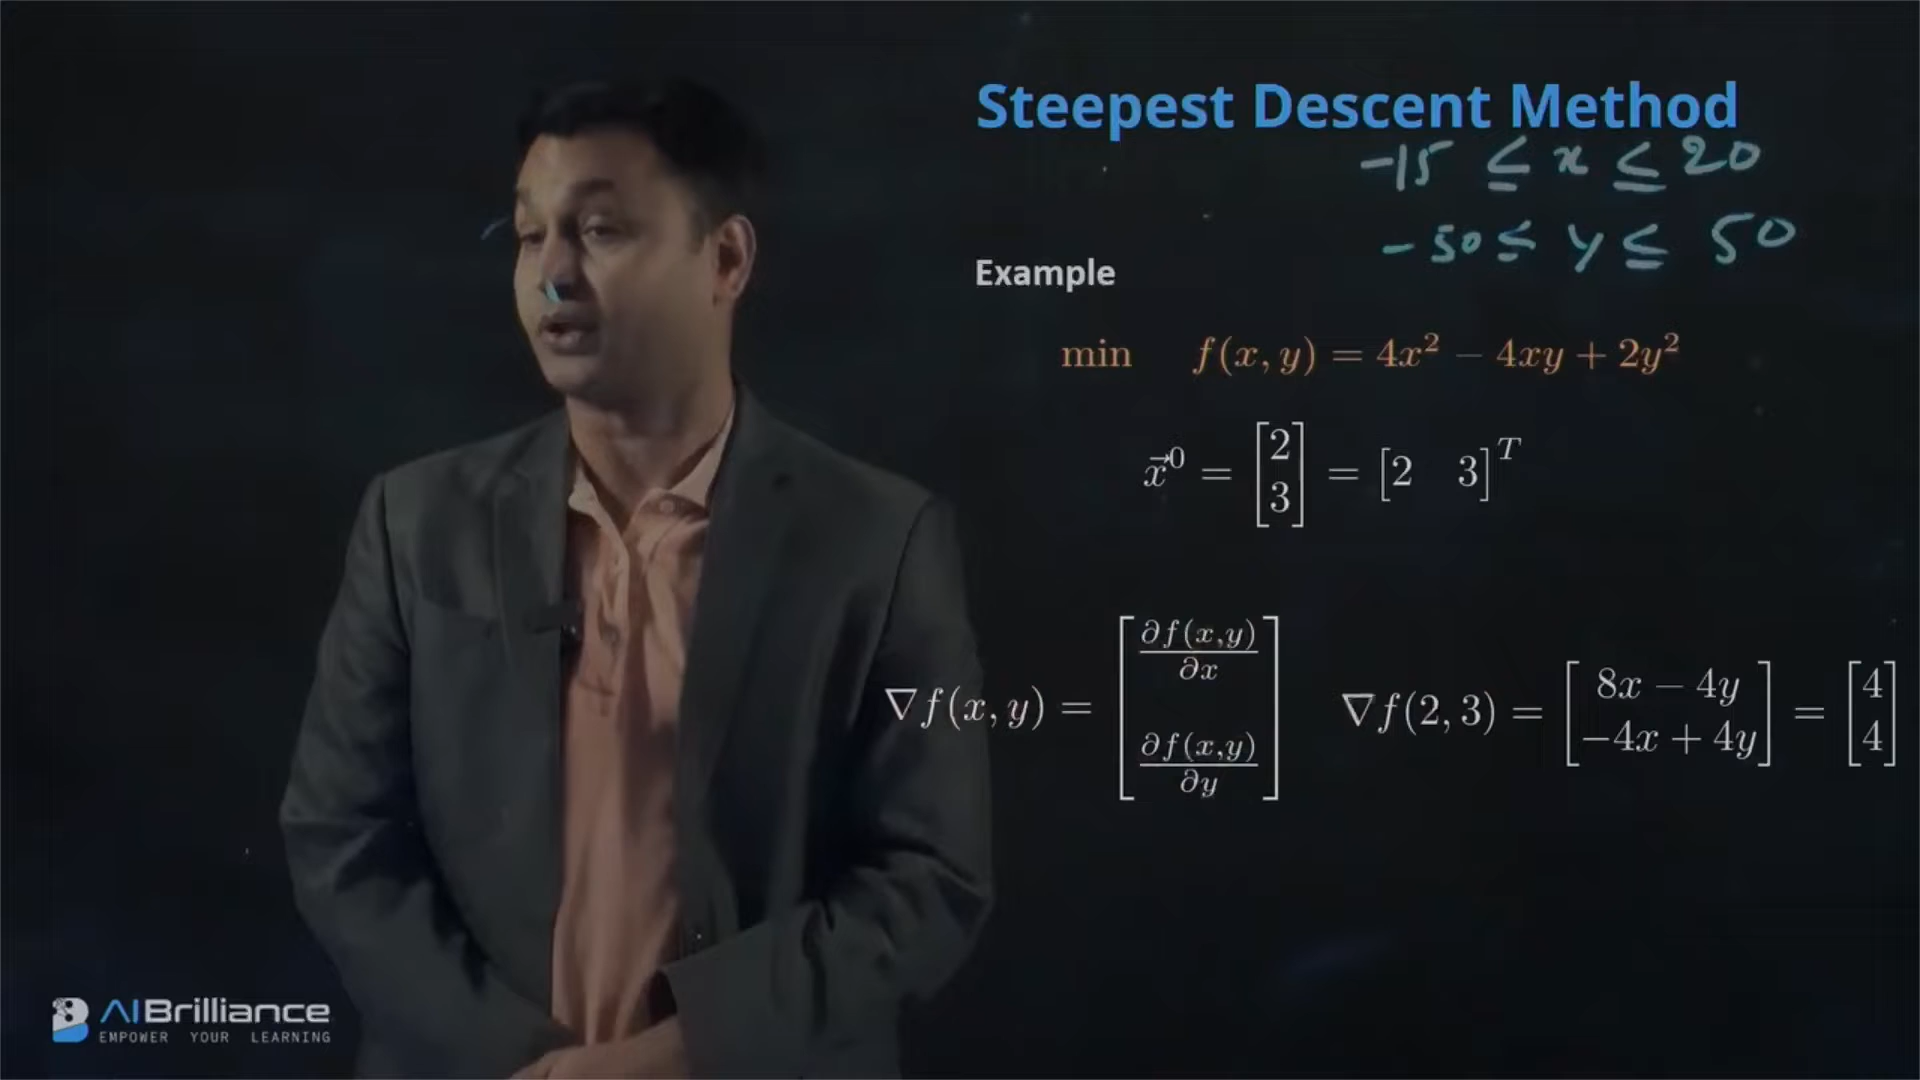 Steepest Descent Method
-15 ≤ x ≤ 20
-50 ≤ y ≤ 50
Example
min f(x, y) = 4x² − 4xy + 2y²
x⃗⁰ = [2 3] = [2 3]ᵀ
∇f(x, y) = [∂f(x,y)/∂x ∂f(x,y)/∂y] ∇f(2, 3) = [8x − 4y −4x + 4y] = [4 4]
AIBrilliance
EMPOWER YOUR LEARNING